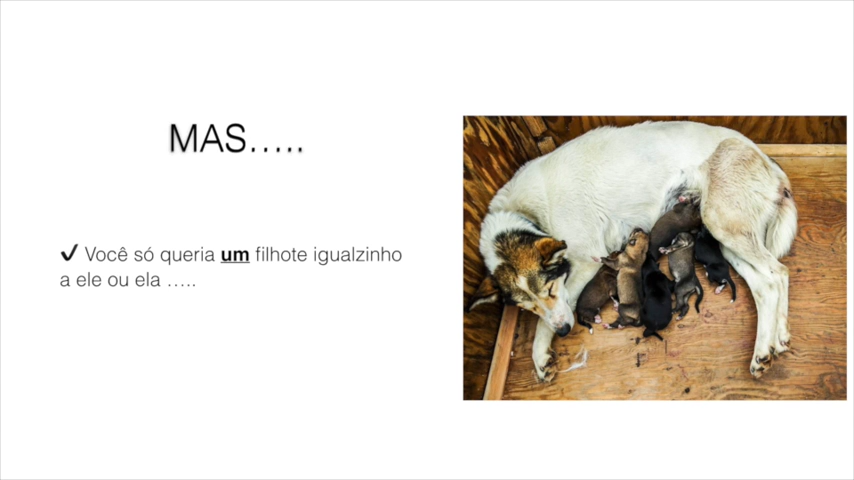 MAS…..
✔ Você só queria um filhote igualzinho
a ele ou ela …..